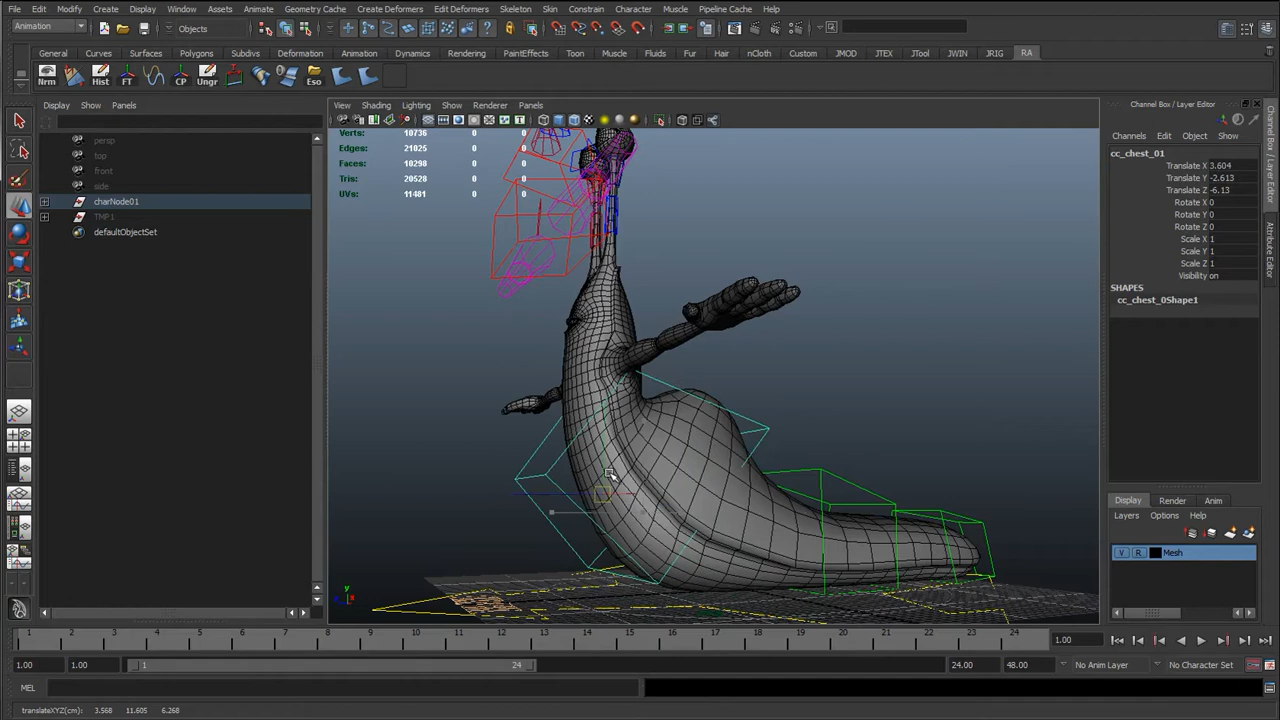 File Edit Modify Create Display Window Assets Animate Geometry Cache Create Deformers Edit Deformers Skeleton Skin Constrain Character Muscle Pipeline Cache Help
Animation Objects
General Curves Surfaces Polygons Subdivs Deformation Animation Dynamics Rendering PaintEffects Toon Muscle Fluids Fur Hair nCloth Custom JMOD JTEX JTool JWIN JRIG RA
Nrm Hist FT CP Ungr Eso
Display Show Panels
View Shading Lighting Show Renderer Panels
Channel Box / Layer Editor
persp
top
front
side
charNode01
TMP1
defaultObjectSet
Verts: 10736 0 0
Edges: 21025 0 0
Faces: 10298 0 0
Tris: 20528 0 0
UVs: 11481 0 0
Channels Edit Object Show
cc_chest_01
Translate X 3.604
Translate Y -2.613
Translate Z -6.13
Rotate X 0
Rotate Y 0
Rotate Z 0
Scale X 1
Scale Y 1
Scale Z 1
Visibility on
SHAPES
cc_chest_0Shape1
Channel Box / Layer Editor
Attribute Editor
Display Render Anim
Layers Options Help
V R Mesh
y
1 2 3 4 5 6 7 8 9 10 11 12 13 14 15 16 17 18 19 20 21 22 23 24 1.00
1.00 1.00 1 24 24.00 48.00 No Anim Layer No Character Set
MEL
translateXYZ(cm): 3.568 11.605 6.268